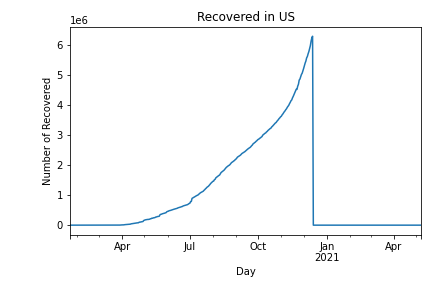 Recovered in US
1e6
6
5
4
3
2
1
0
Number of Recovered
Apr
Jul
Oct
Jan
2021
Apr
Day